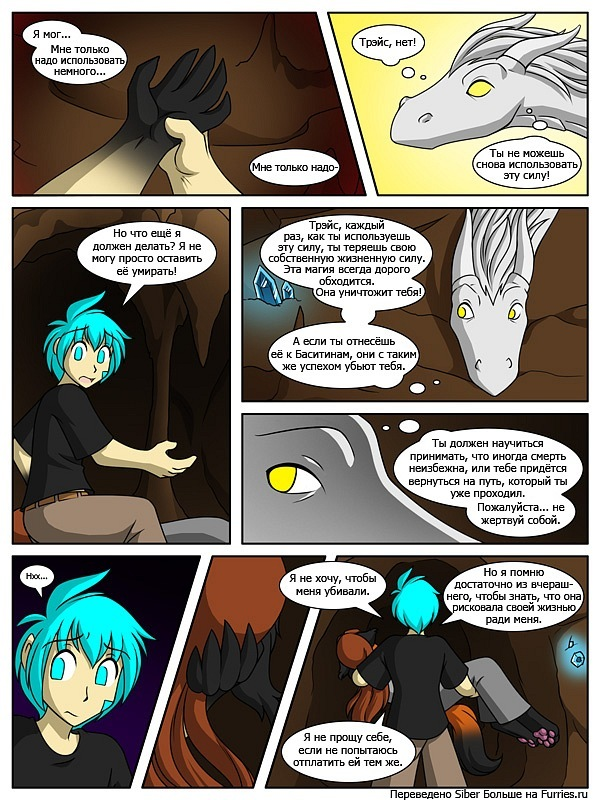 Я мог...
Мне только
надо использовать
немного...
Мне только надо-
Трэйс, нет!
Ты не можешь
снова использовать
эту силу!
Но что ещё я
должен делать? Я не
могу просто оставить
её умирать!
Трэйс, каждый
раз, как ты используешь
эту силу, ты теряешь свою
собственную жизненную силу.
Эта магия всегда дорого
обходится.
Она уничтожит тебя!
А если ты отнесёшь
её к Баситинам, они с таким
же успехом убьют тебя.
Ты должен научиться
принимать, что иногда смерть
неизбежна, или тебе придётся
вернуться на путь, который ты
уже проходил.
Пожалуйста... не
жертвуй собой.
Нхх...
Я не хочу, чтобы
меня убивали.
Но я помню
достаточно из вчераш-
него, чтобы знать, что она
рисковала своей жизнью
ради меня.
Я не прощу себе,
если не попытаюсь
отплатить ей тем же.
Переведено Siber Больше на Furries.ru